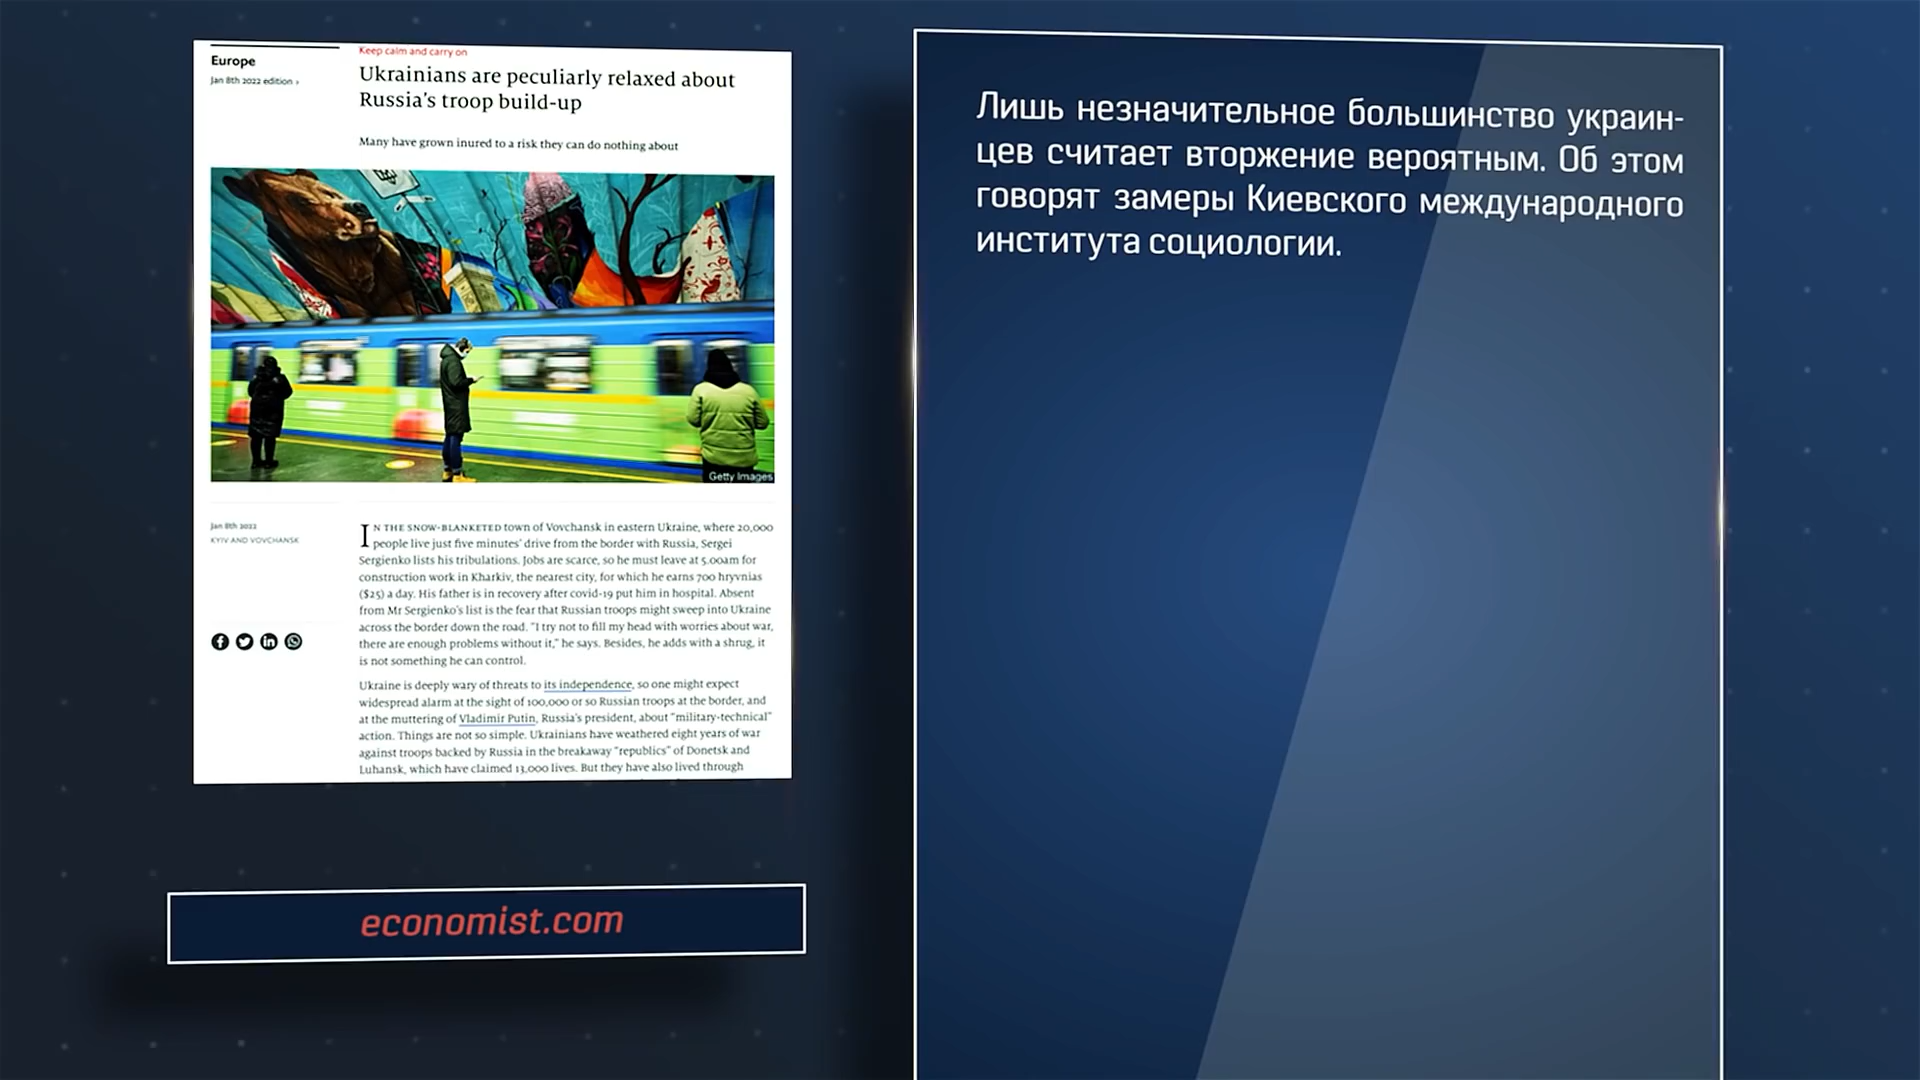 Europe
Jan 8th 2022 edition ›
Keep calm and carry on
Ukrainians are peculiarly relaxed about
Russia's troop build-up
Many have grown inured to a risk they can do nothing about
Getty Images
Jan 8th 2022
KYIV AND VOVCHANSK
IN THE SNOW-BLANKETED town of Vovchansk in eastern Ukraine, where 20,000
people live just five minutes' drive from the border with Russia, Sergei
Sergienko lists his tribulations. Jobs are scarce, so he must leave at 5.00am for
construction work in Kharkiv, the nearest city, for which he earns 700 hryvnias
($25) a day. His father is in recovery after covid-19 put him in hospital. Absent
from Mr Sergienko's list is the fear that Russian troops might sweep into Ukraine
across the border down the road. "I try not to fill my head with worries about war,
there are enough problems without it," he says. Besides, he adds with a shrug, it
is not something he can control.
Ukraine is deeply wary of threats to its independence, so one might expect
widespread alarm at the sight of 100,000 or so Russian troops at the border, and
at the muttering of Vladimir Putin, Russia's president, about "military-technical"
action. Things are not so simple. Ukrainians have weathered eight years of war
against troops backed by Russia in the breakaway "republics" of Donetsk and
Luhansk, which have claimed 13,000 lives. But they have also lived through
economist.com
Лишь незначительное большинство украин-
цев считает вторжение вероятным. Об этом
говорят замеры Киевского международного
института социологии.